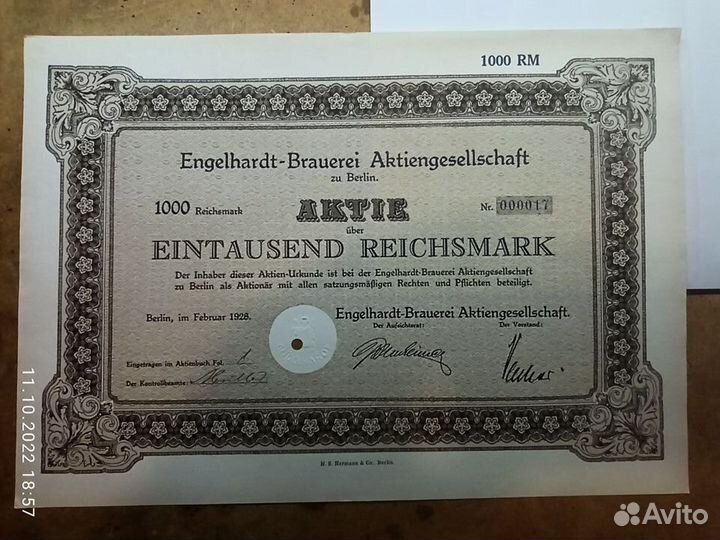 1000 RM
Engelhardt-Brauerei Aktiengesellschaft
zu Berlin.
1000 Reichsmark AKTIE Nr. 000017
über
EINTAUSEND REICHSMARK
Der Inhaber dieser Aktien-Urkunde ist bei der Engelhardt-Brauerei Aktiengesellschaft
zu Berlin als Aktionär mit allen satzungsmäßigen Rechten und Pflichten beteiligt.
Berlin, im Februar 1928. Engelhardt-Brauerei Aktiengesellschaft.
Der Aufsichtsrat: Der Vorstand:
Eingetragen im Aktienbuch Fol. 1
Der Kontrollbeamte:
H. S. Hermann & Co. Berlin.
11.10.2022 18:57
Avito